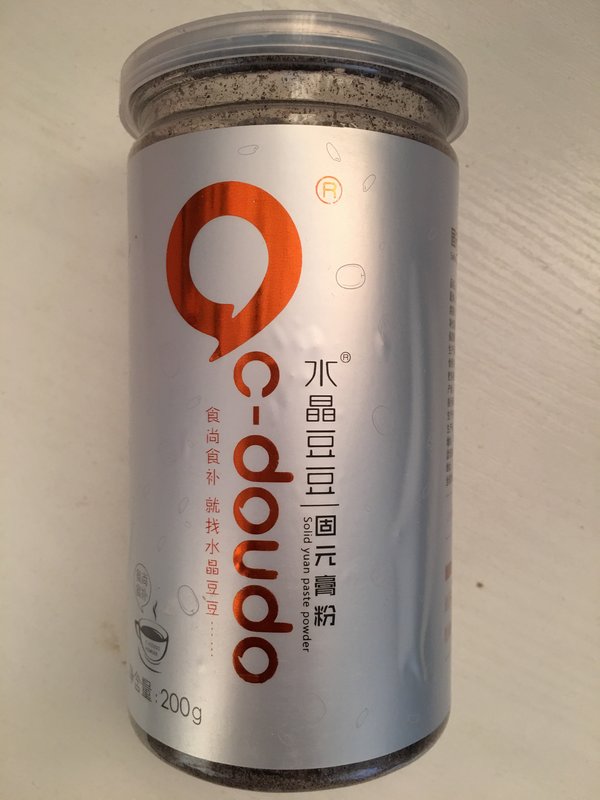 ®
c-doudo
水晶豆豆®
固元膏粉
Solid yuan paste powder
食尚食补 就找水晶豆豆……
净含量:200g